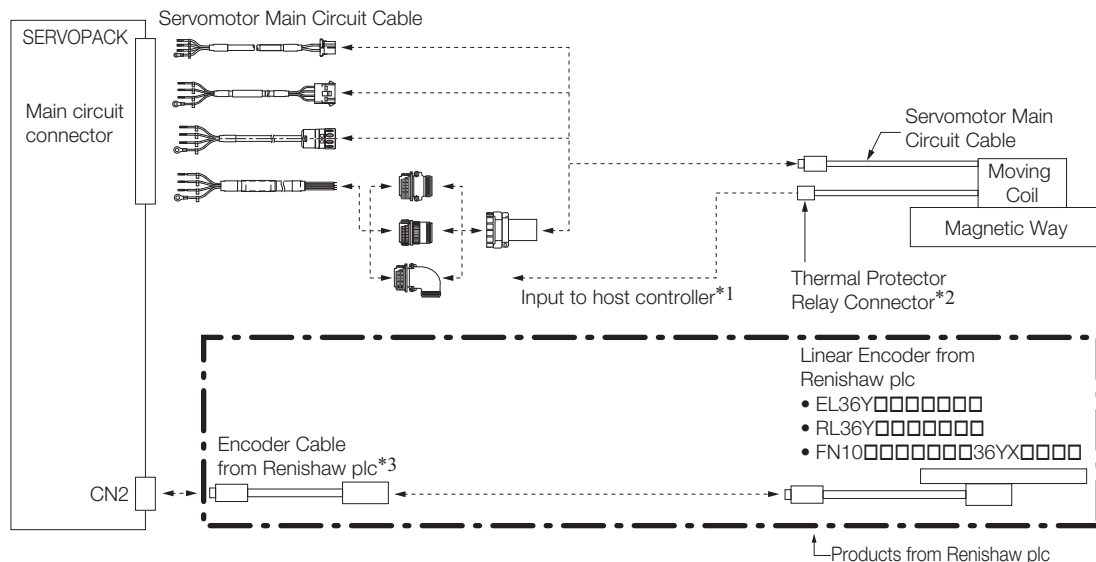 Servomotor Main Circuit Cable
SERVOPACK
Main circuit
connector
Servomotor Main
Circuit Cable
Moving
Coil
Magnetic Way
Input to host controller*1
Thermal Protector
Relay Connector*2
Linear Encoder from
Renishaw plc
• EL36Y□□□□□□□
• RL36Y□□□□□□□
• FN10□□□□□□□36YX□□□□
Encoder Cable
from Renishaw plc*3
CN2
Products from Renishaw plc